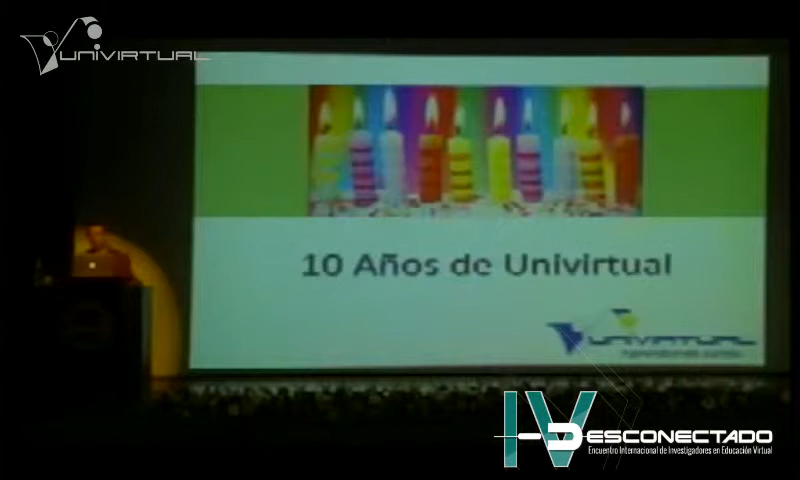 UNIVIRTUAL
10 Años de Univirtual
UNIVIRTUAL
IV DESCONECTADO
Encuentro Internacional de Investigadores en Educación Virtual